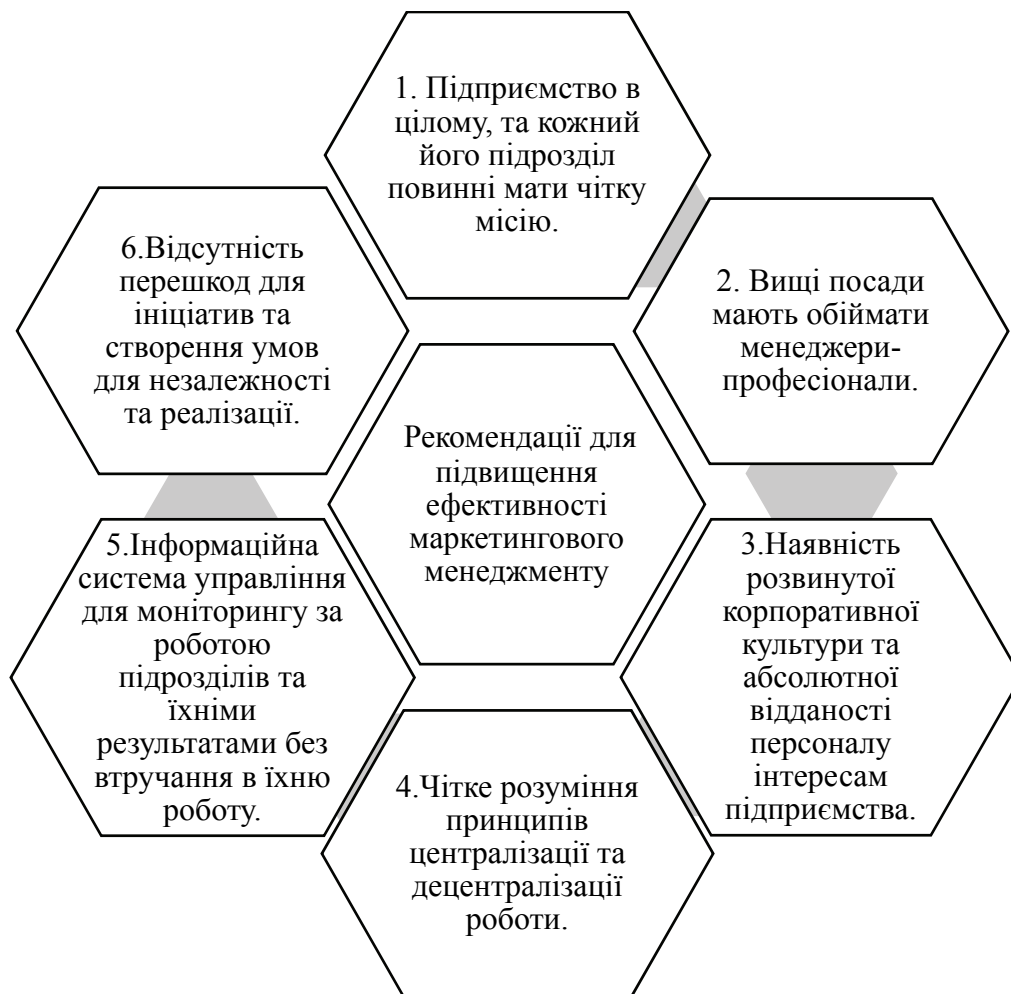 1. Підприємство в
цілому, та кожний
його підрозділ
повинні мати чітку
місію.
2. Вищі посади
мають обіймати
менеджери-
професіонали.
3.Наявність
розвинутої
корпоративної
культури та
абсолютної
відданості
персоналу
інтересам
підприємства.
4.Чітке розуміння
принципів
централізації та
децентралізації
роботи.
5.Інформаційна
система управління
для моніторингу за
роботою
підрозділів та
їхніми
результатами без
втручання в їхню
роботу.
6.Відсутність
перешкод для
ініціатив та
створення умов
для незалежності
та реалізації.
Рекомендації для
підвищення
ефективності
маркетингового
менеджменту